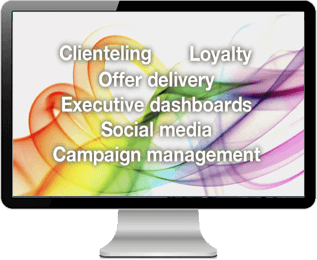 Clienteling Loyalty
Offer delivery
Executive dashboards
Social media
Campaign management